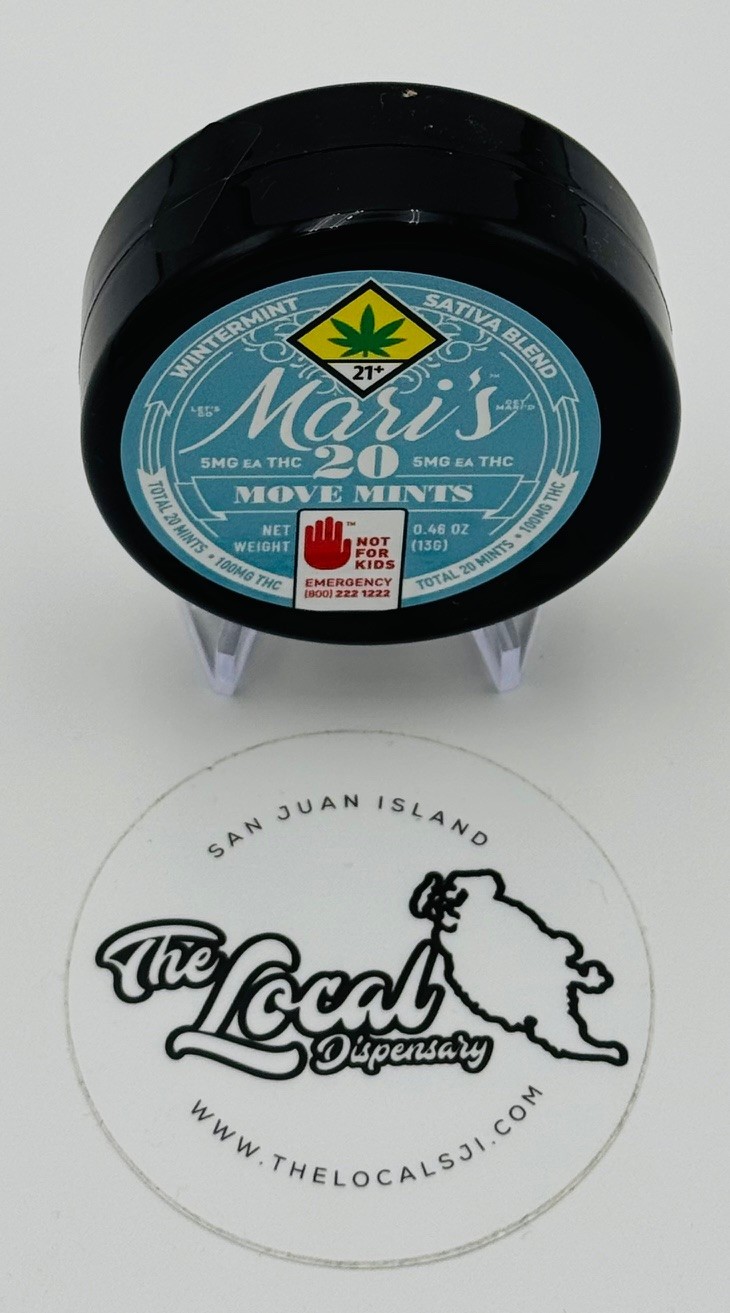 WINTERMINT
SATIVA BLEND
21+
LET'S GO
Mari's™
GET MARI'D
5MG EA THC 20 5MG EA THC
MOVE MINTS
NET WEIGHT
0.46 OZ (13G)
TOTAL 20 MINTS • 100MG THC
TOTAL 20 MINTS • 100MG THC
™
NOT
FOR
KIDS
EMERGENCY
(800) 222 1222
SAN JUAN ISLAND
The
Local
Dispensary
WWW.THELOCALSJI.COM